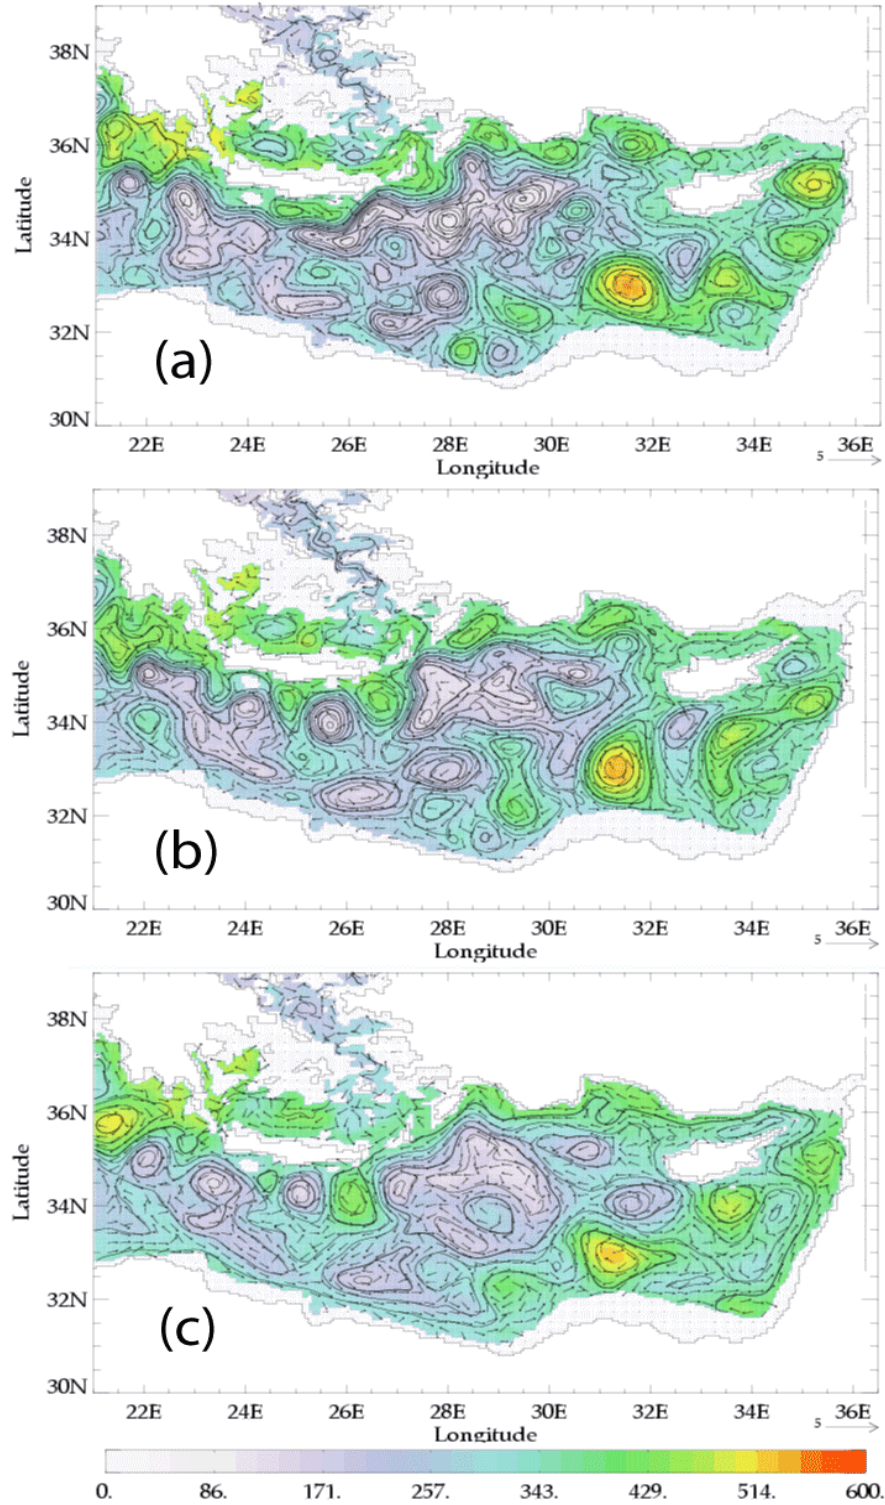 38N
36N
34N
32N
30N
Latitude
(a)
22E 24E 26E 28E 30E 32E 34E 36E
Longitude
5
38N
36N
34N
32N
30N
Latitude
(b)
22E 24E 26E 28E 30E 32E 34E 36E
Longitude
5
38N
36N
34N
32N
30N
Latitude
(c)
22E 24E 26E 28E 30E 32E 34E 36E
Longitude
5
0. 86. 171. 257. 343. 429. 514. 600.